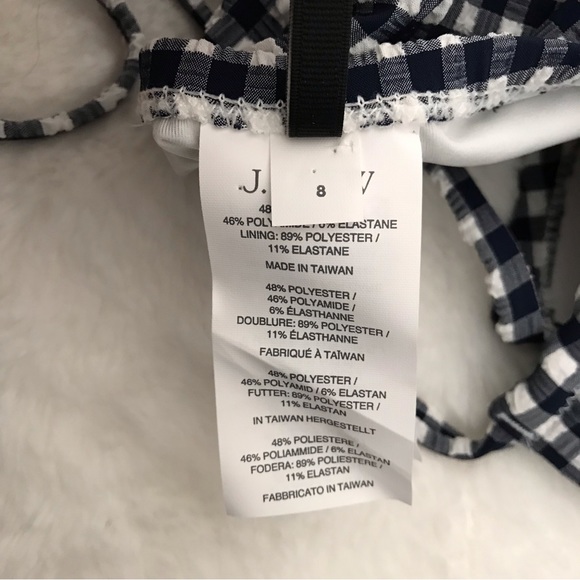 J. W
8
48
46% POLYAMIDE / 6% ELASTANE
LINING: 89% POLYESTER /
11% ELASTANE
MADE IN TAIWAN
48% POLYESTER /
46% POLYAMIDE /
6% ÉLASTHANNE
DOUBLURE: 89% POLYESTER /
11% ÉLASTHANNE
FABRIQUÉ À TAÏWAN
48% POLYESTER /
46% POLYAMID / 6% ELASTAN
FUTTER: 89% POLYESTER /
11% ELASTAN
IN TAIWAN HERGESTELLT
48% POLIESTERE /
46% POLIAMMIDE / 6% ELASTAN
FODERA: 89% POLIESTERE /
11% ELASTAN
FABBRICATO IN TAIWAN